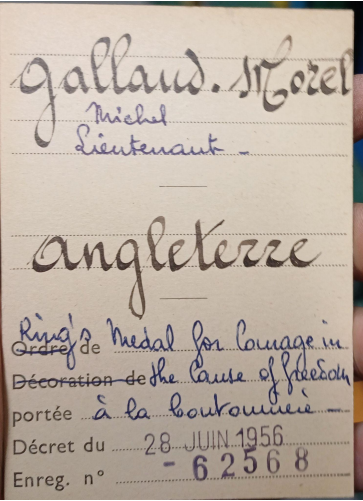 Gallaud. Morel
Michel
Lieutenant -
Angleterre
King's Medal for Courage in
Ordre de
Décoration de the Cause of freedom
portée à la boutonnière -
Décret du 28 JUIN 1956
Enreg. n° - 62568